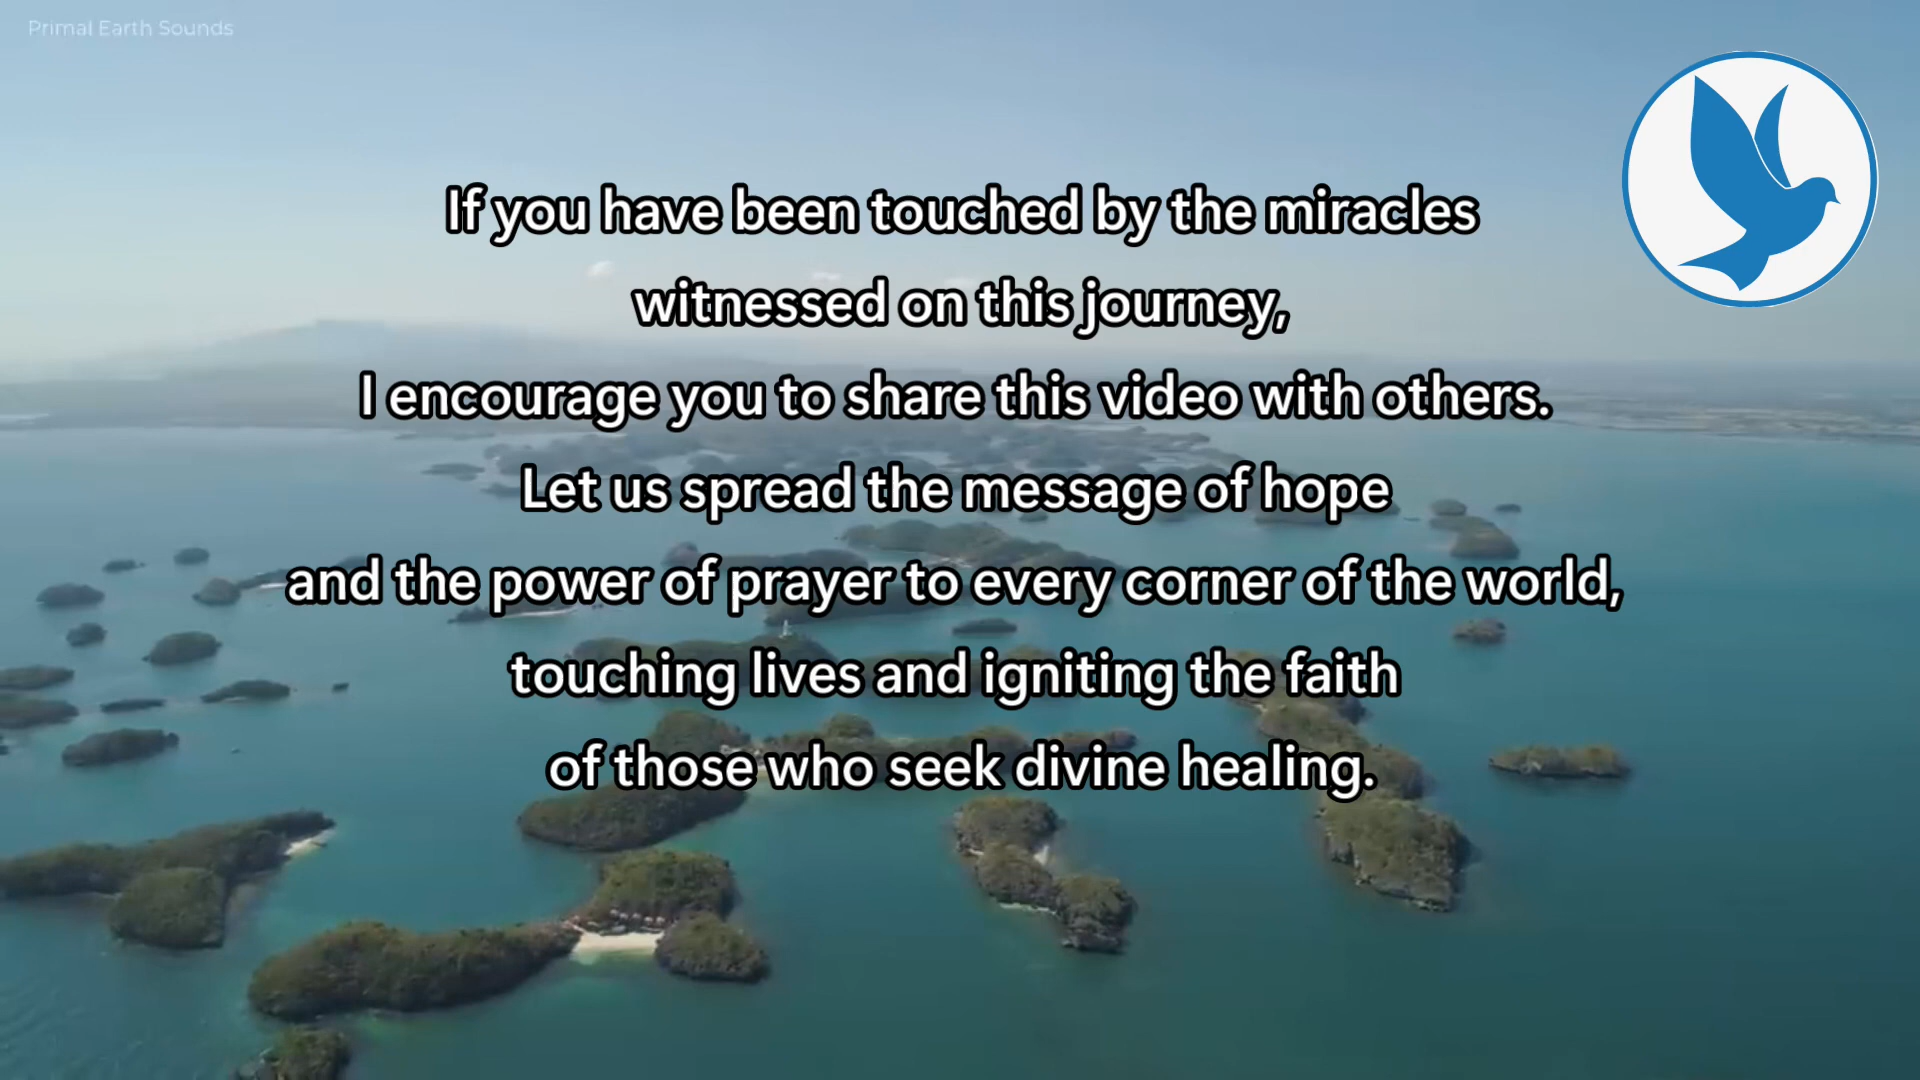 Primal Earth Sounds
If you have been touched by the miracles
witnessed on this journey,
I encourage you to share this video with others.
Let us spread the message of hope
and the power of prayer to every corner of the world,
touching lives and igniting the faith
of those who seek divine healing.